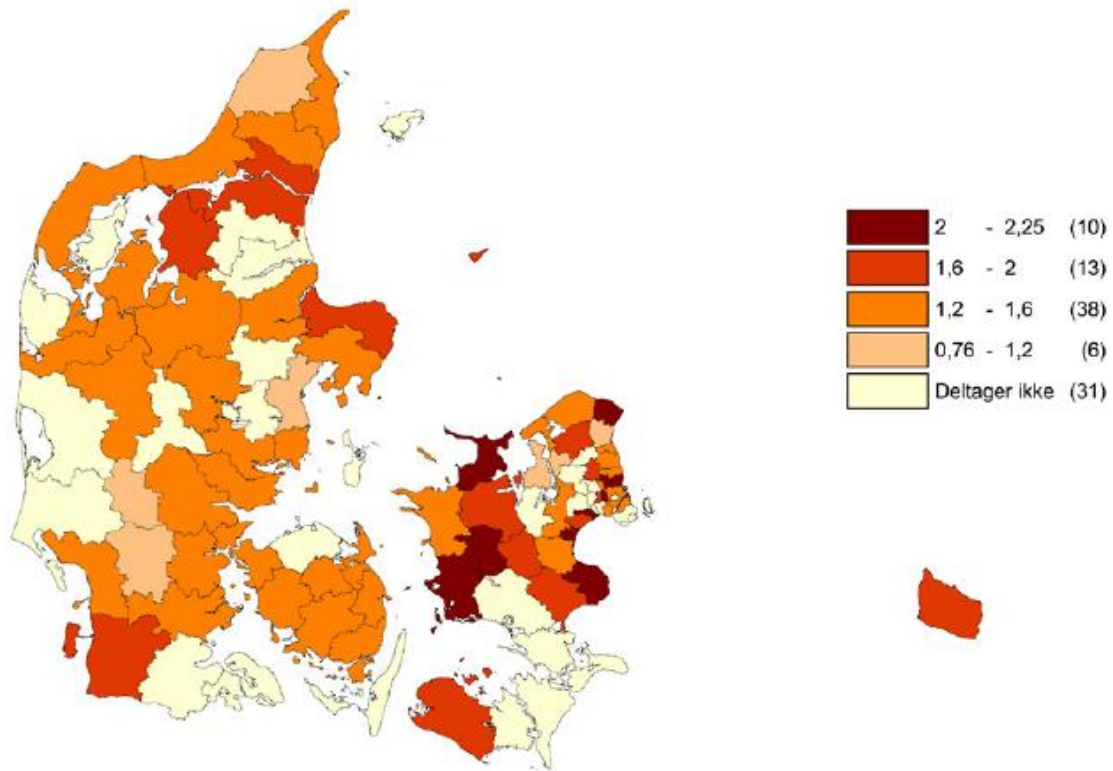 2 - 2,25 (10)
1,6 - 2 (13)
1,2 - 1,6 (38)
0,76 - 1,2 (6)
Deltager ikke (31)